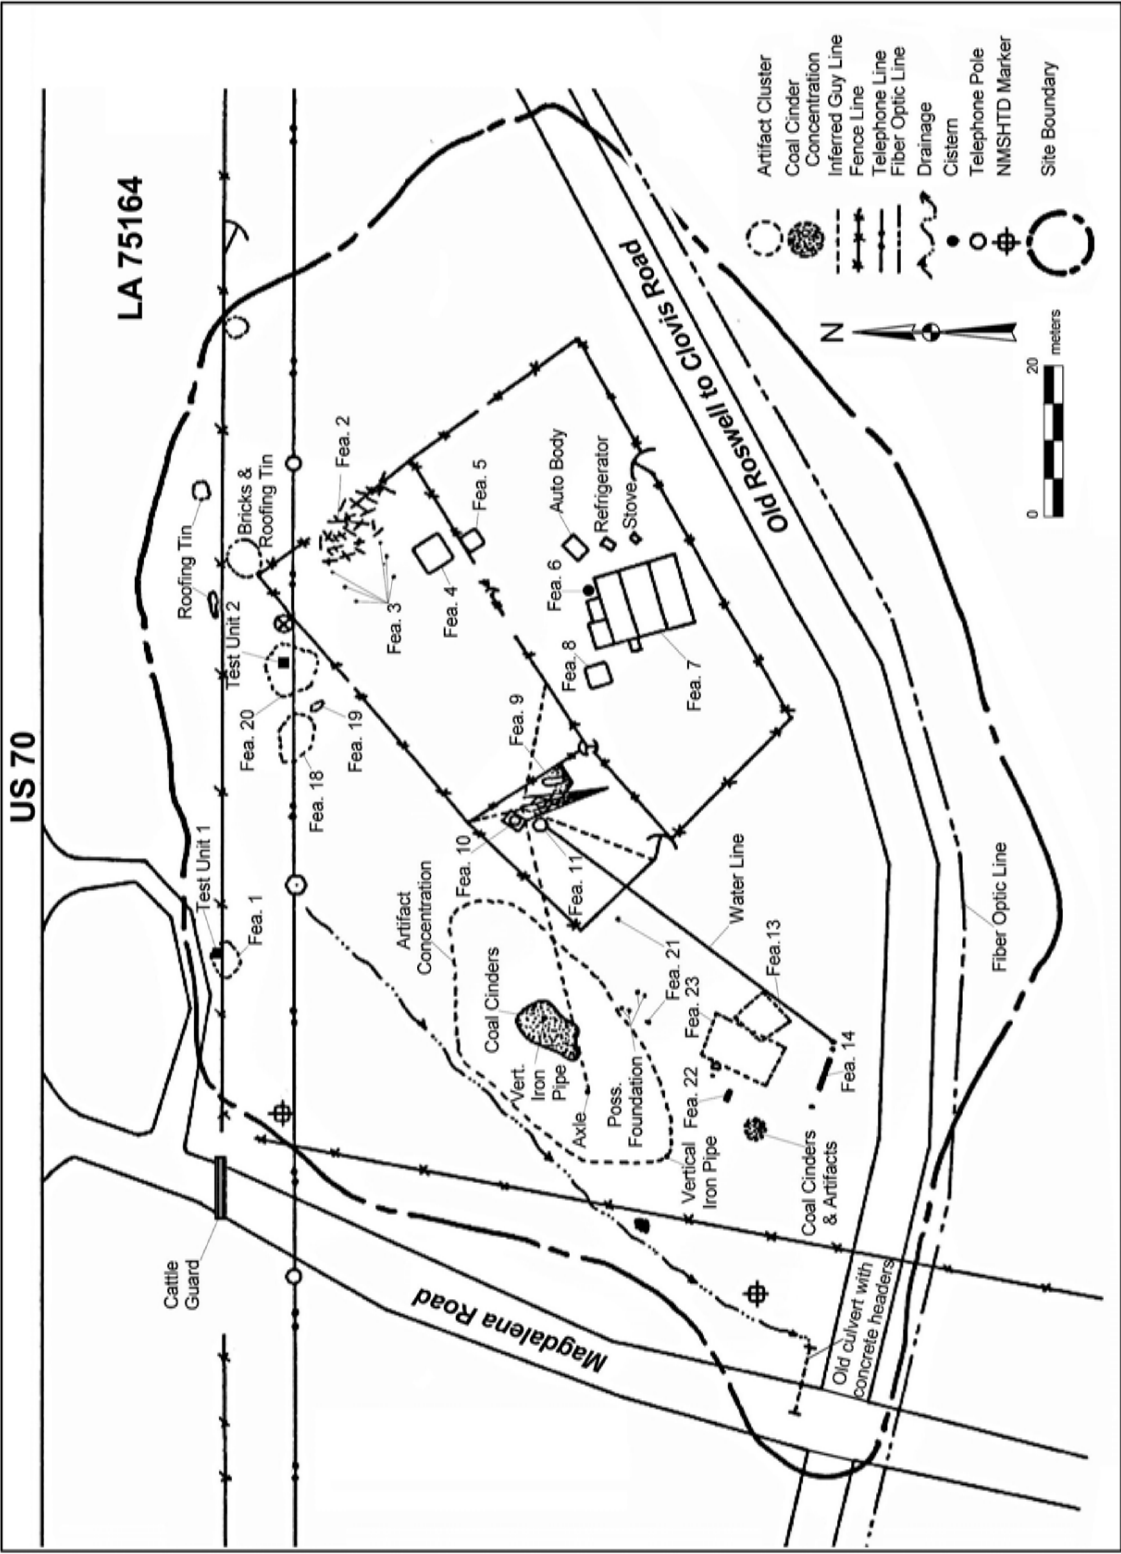 US 70
LA 75164
Roofing Tin
Bricks &
Roofing Tin
Test Unit 2
Fea. 2
Fea. 20
Fea. 19
Fea. 18
Fea. 3
Fea. 4
Fea. 5
Test Unit 1
Fea. 1
Auto Body
Refrigerator
Stove
Fea. 6
Fea. 8
Fea. 7
Fea. 9
Fea. 10
Fea. 11
Artifact
Concentration
Coal Cinders
Vert.
Iron
Pipe
Axle
Poss.
Foundation
Fea. 21
Fea. 23
Fea. 22
Fea.13
Fea. 14
Water Line
Vertical
Iron Pipe
Coal Cinders
& Artifacts
Cattle
Guard
Magdalena Road
Old Roswell to Clovis Road
Old culvert with
concrete headers
Fiber Optic Line
N
0
20
meters
Artifact Cluster
Coal Cinder
Concentration
Inferred Guy Line
Fence Line
Telephone Line
Fiber Optic Line
Drainage
Cistern
Telephone Pole
NMSHTD Marker
Site Boundary